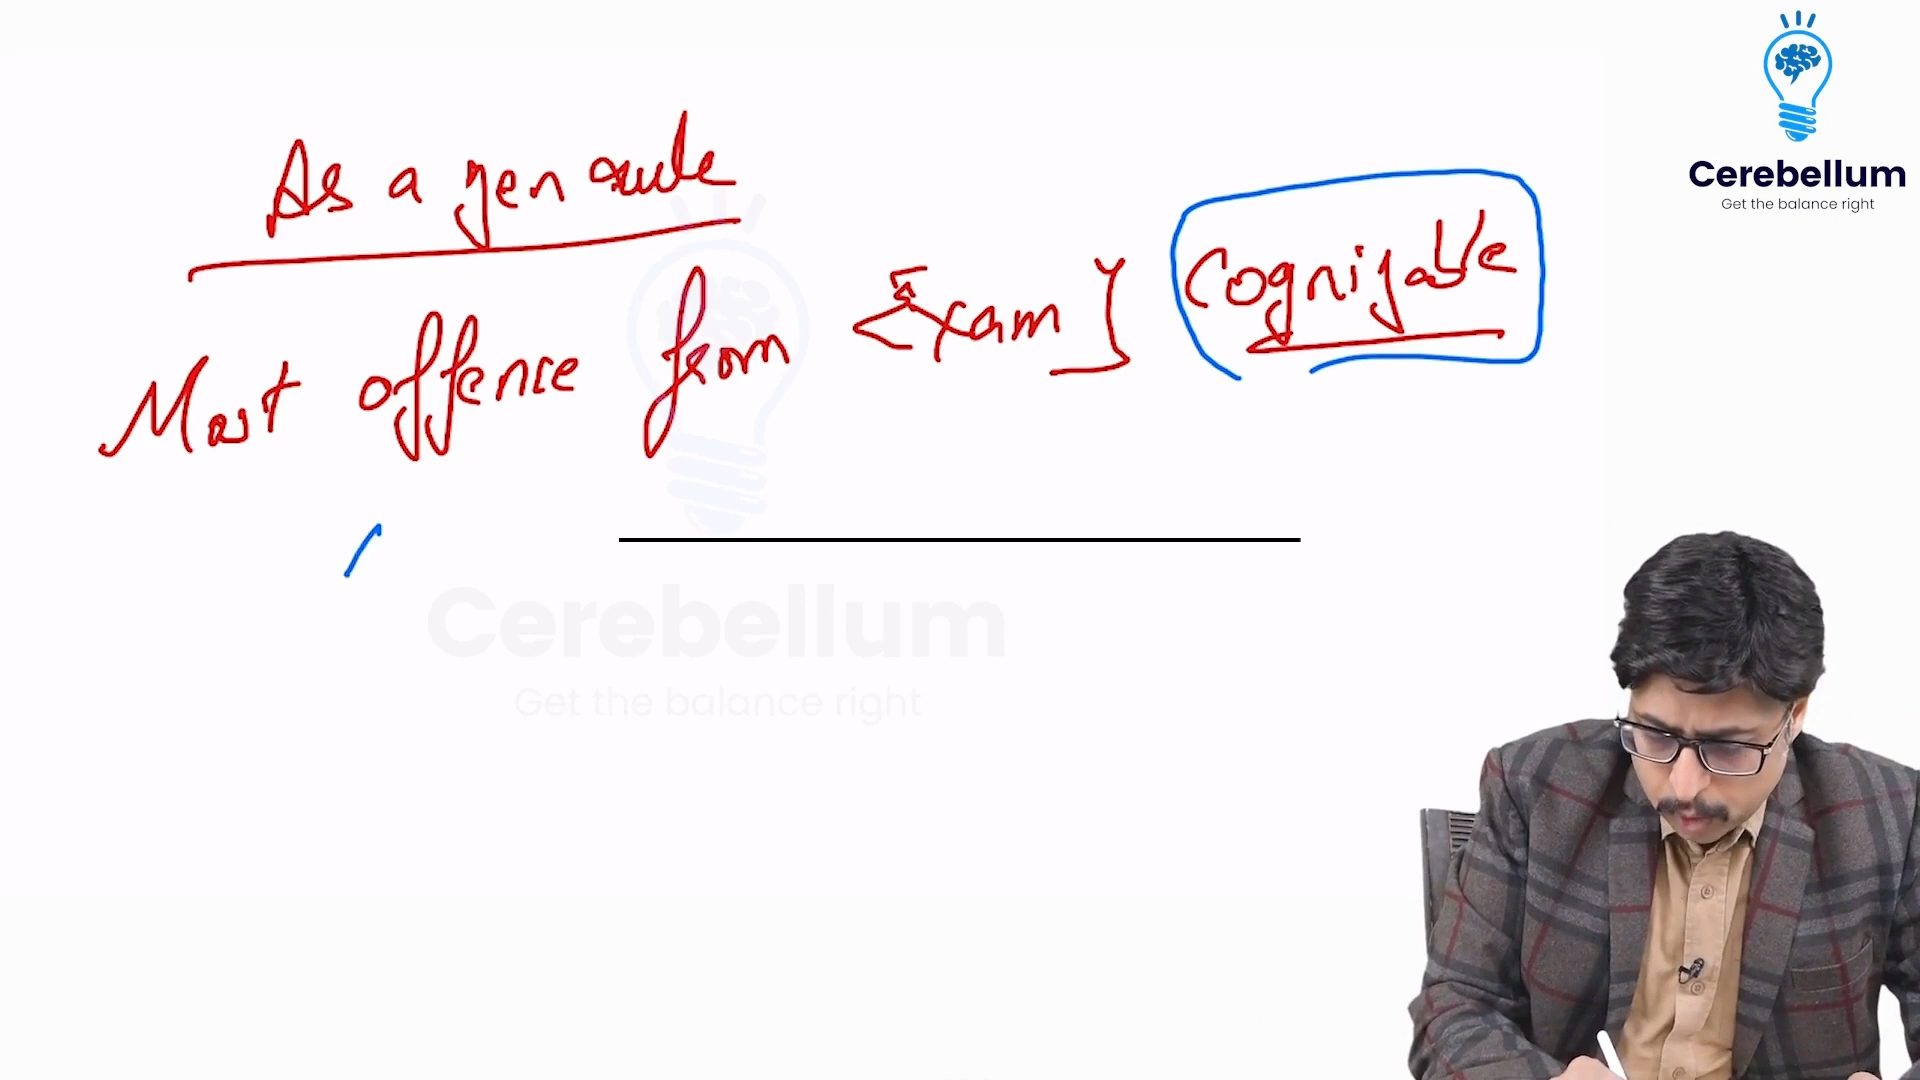 As a gen rule
Most offence from Exam } Cognizable
Cerebellum
Get the balance right
Cerebellum
Get the balance right